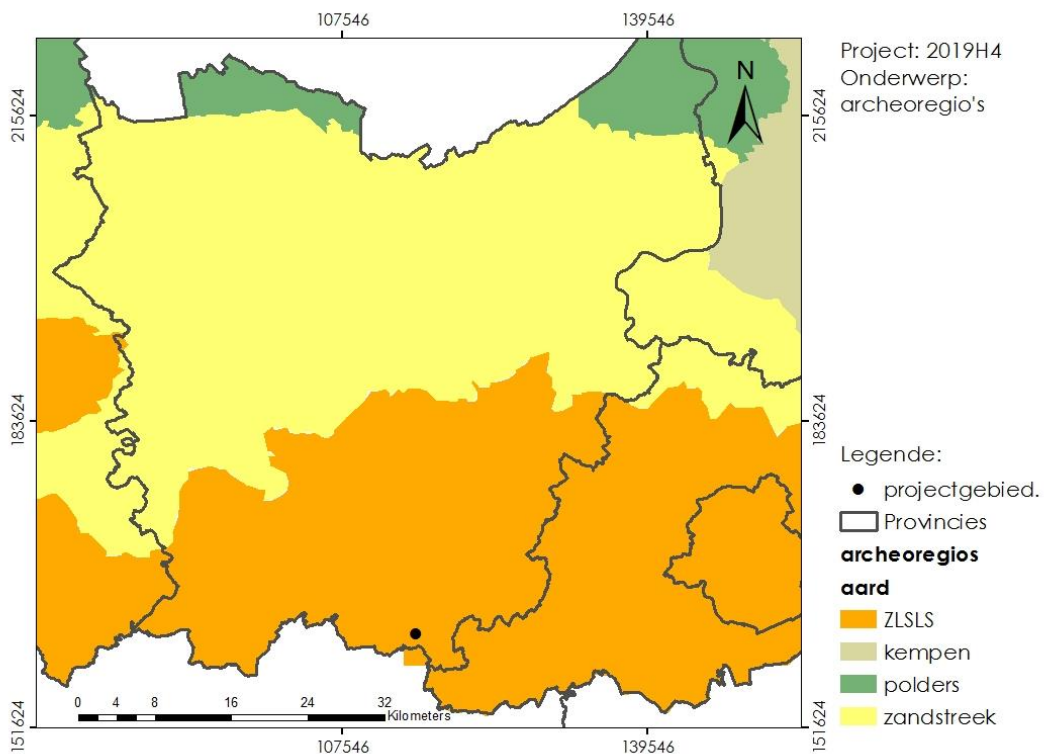 107546
139546
Project: 2019H4
Onderwerp:
archeoregio's
N
215624
215624
183624
183624
Legende:
projectgebied.
Provincies
archeoregios
aard
ZLSLS
kempen
polders
zandstreek
0 4 8 16 24 32
Kilometers
151624
151624
107546
139546